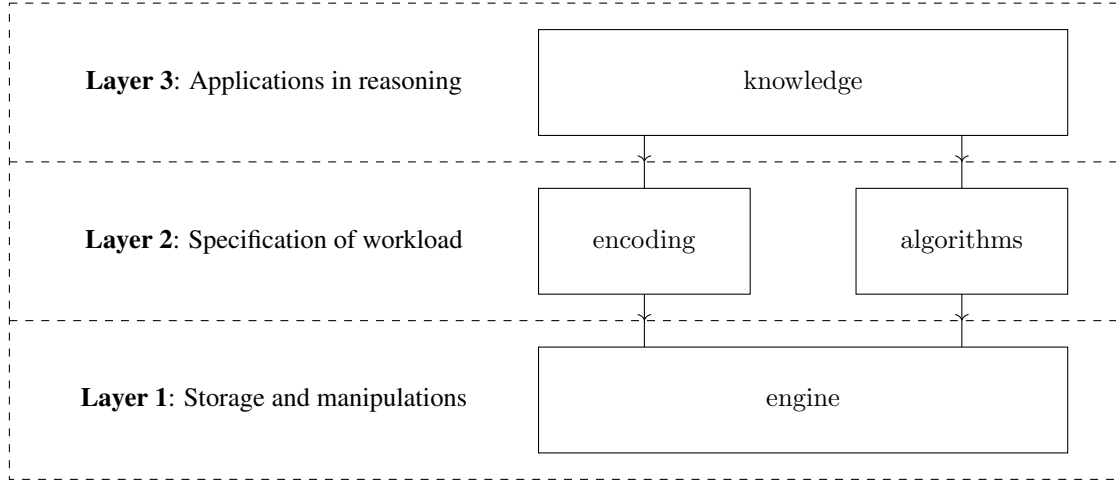 Layer 3: Applications in reasoning
knowledge
Layer 2: Specification of workload
encoding
algorithms
Layer 1: Storage and manipulations
engine